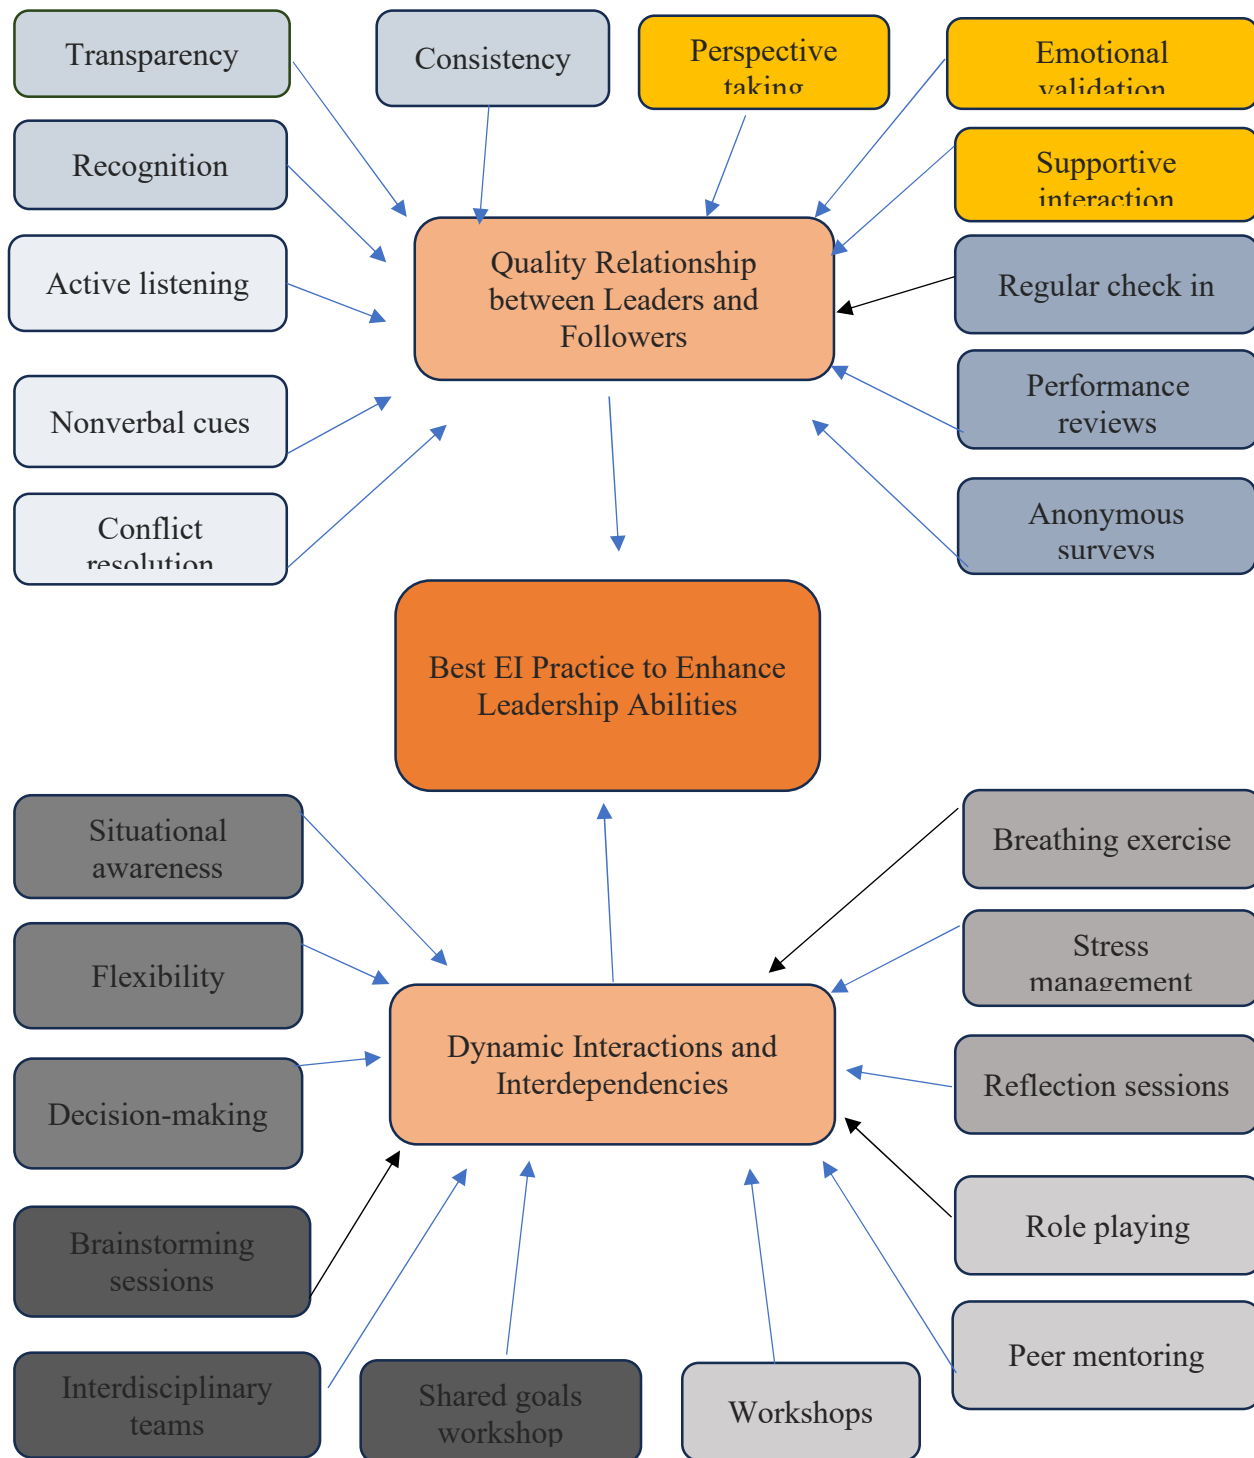 Transparency
Consistency
Perspective
taking
Emotional
validation
Recognition
Supportive
interaction
Active listening
Quality Relationship
between Leaders and
Followers
Regular check in
Nonverbal cues
Performance
reviews
Conflict
resolution
Anonymous
surveys
Best EI Practice to Enhance
Leadership Abilities
Situational
awareness
Breathing exercise
Flexibility
Stress
management
Decision-making
Dynamic Interactions and
Interdependencies
Reflection sessions
Brainstorming
sessions
Role playing
Interdisciplinary
teams
Shared goals
workshop
Workshops
Peer mentoring